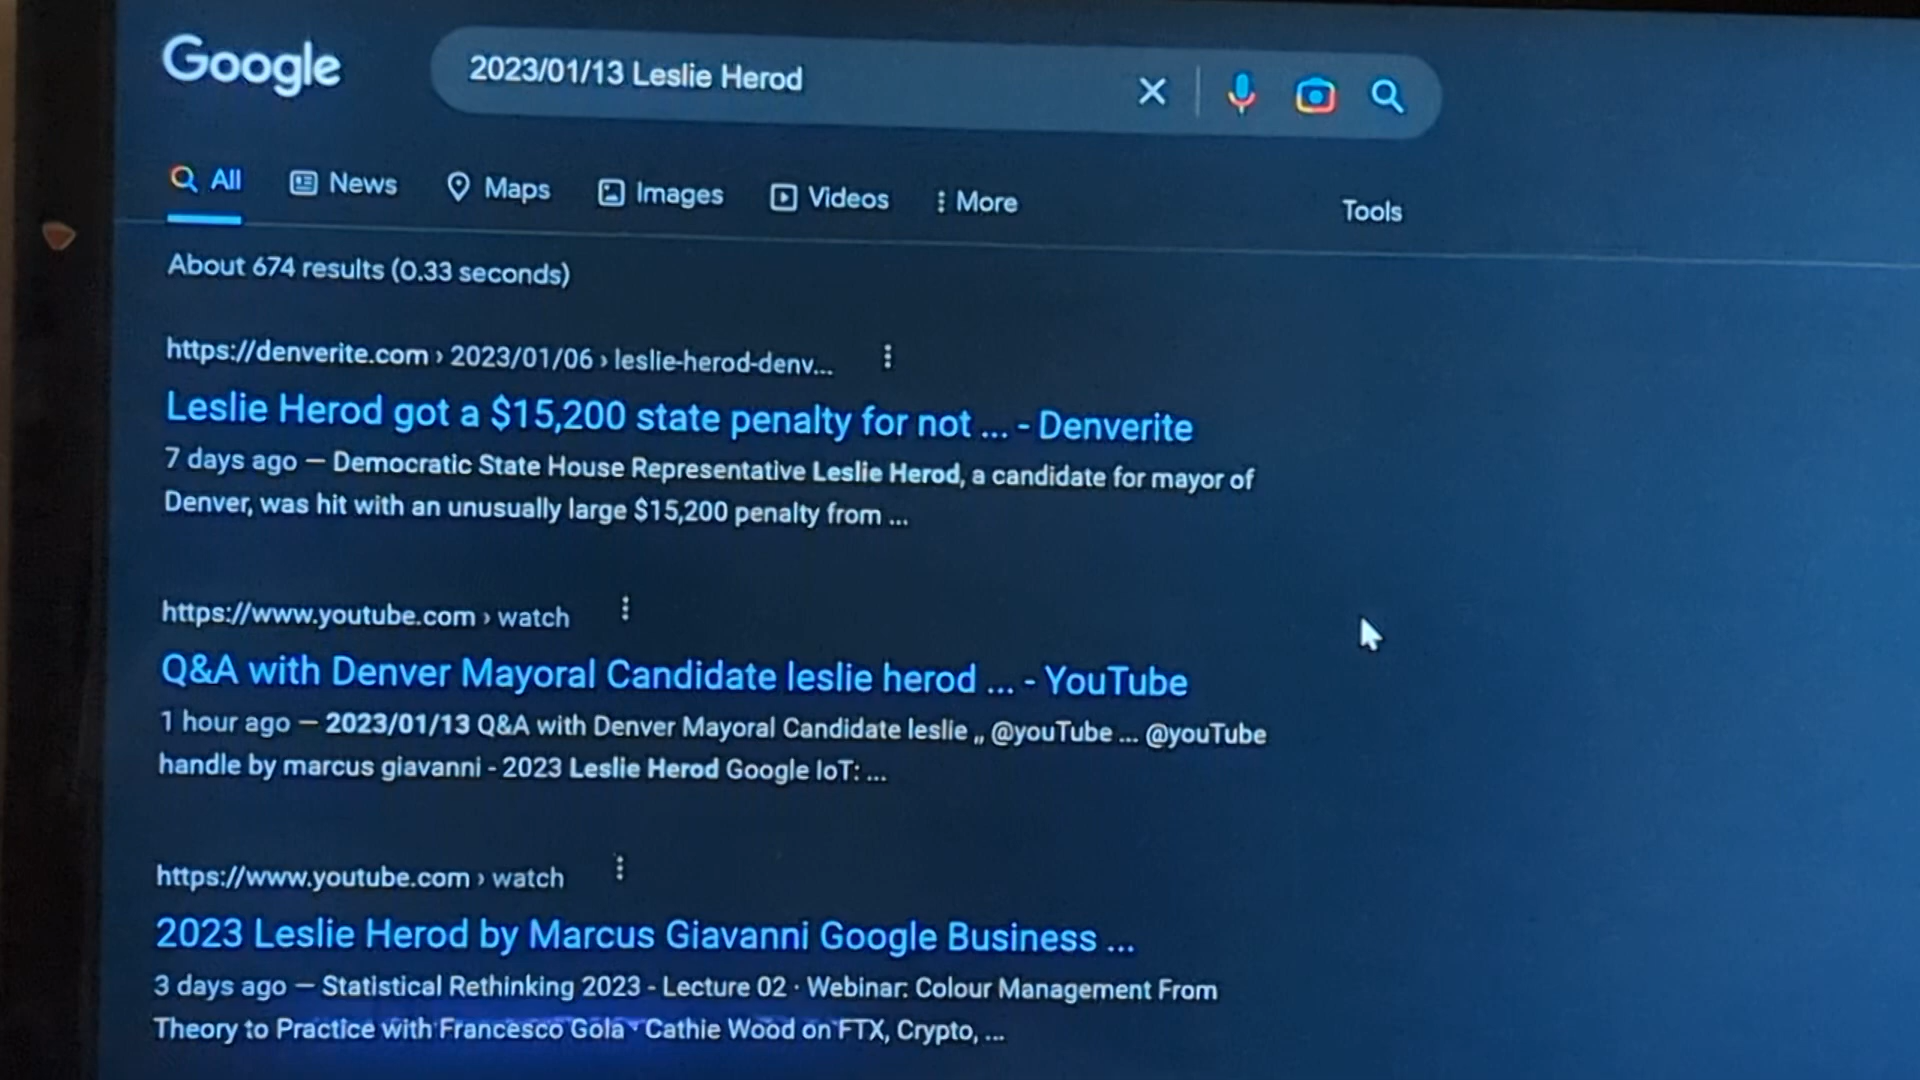 Google
2023/01/13 Leslie Herod
All
News
Maps
Images
Videos
More
Tools
About 674 results (0.33 seconds)
https://denverite.com › 2023/01/06 › leslie-herod-denv...
Leslie Herod got a $15,200 state penalty for not ... - Denverite
7 days ago — Democratic State House Representative Leslie Herod, a candidate for mayor of
Denver, was hit with an unusually large $15,200 penalty from ...
https://www.youtube.com › watch
Q&A with Denver Mayoral Candidate leslie herod ... - YouTube
1 hour ago — 2023/01/13 Q&A with Denver Mayoral Candidate leslie „ @youTube ... @youTube
handle by marcus giavanni - 2023 Leslie Herod Google IoT: ...
https://www.youtube.com › watch
2023 Leslie Herod by Marcus Giavanni Google Business ...
3 days ago — Statistical Rethinking 2023 - Lecture 02 · Webinar: Colour Management From
Theory to Practice with Francesco Gola · Cathie Wood on FTX, Crypto, ...